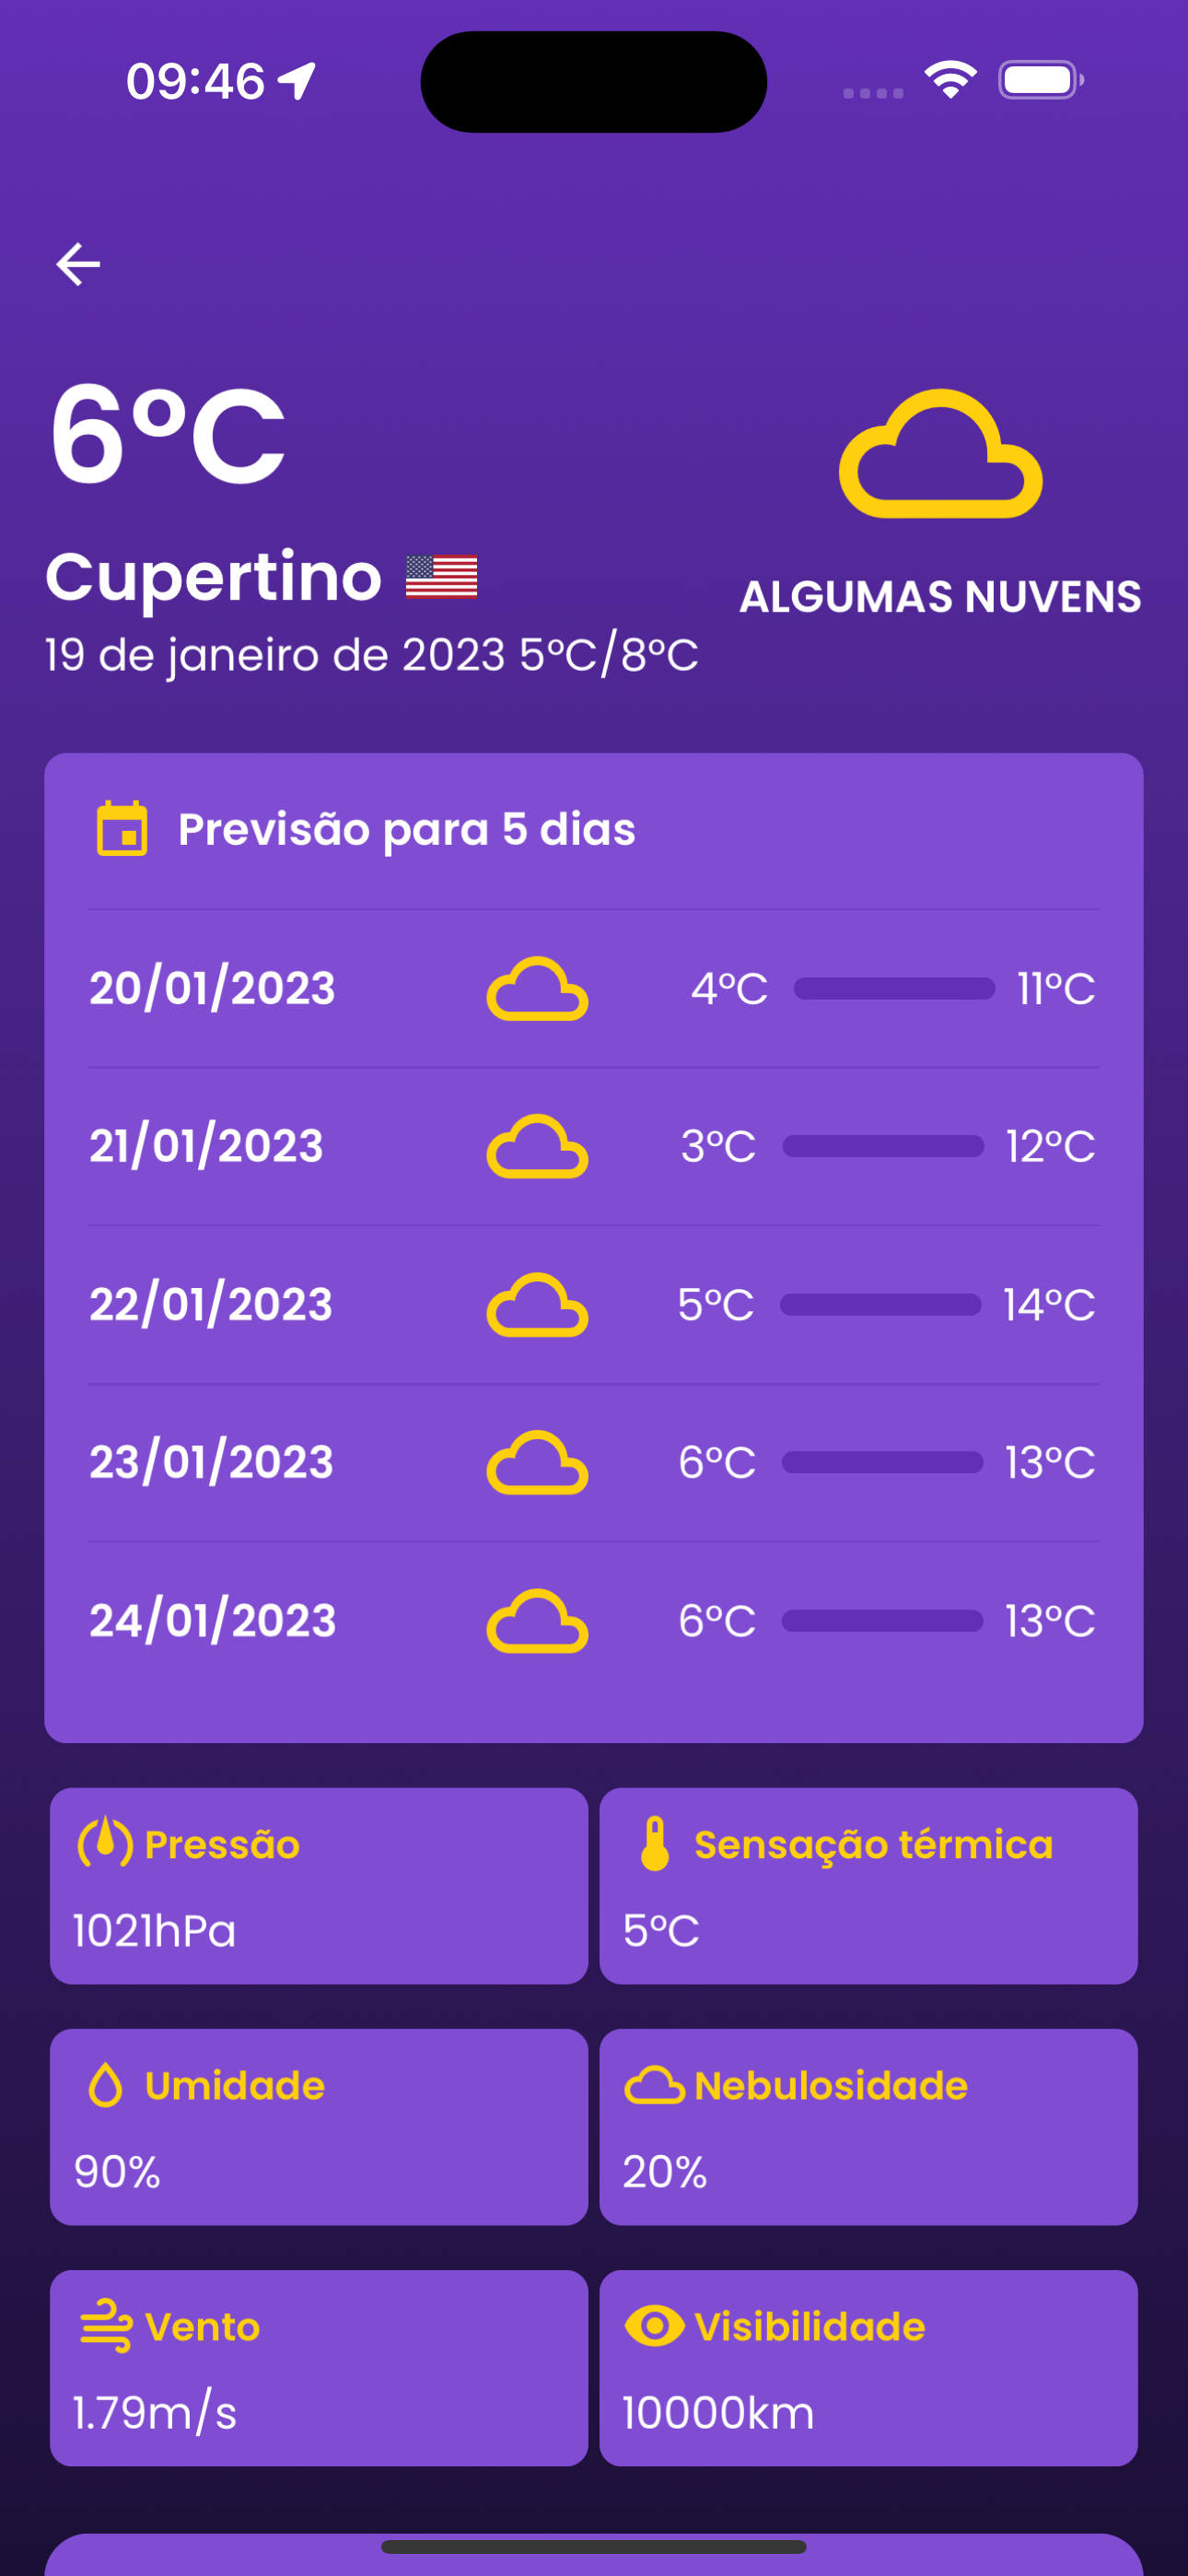 09:46
6°C
Cupertino
ALGUMAS NUVENS
19 de janeiro de 2023 5°C/8°C
Previsão para 5 dias
20/01/2023 4°C 11°C
21/01/2023 3°C 12°C
22/01/2023 5°C 14°C
23/01/2023 6°C 13°C
24/01/2023 6°C 13°C
Pressão
1021hPa
Sensação térmica
5°C
Umidade
90%
Nebulosidade
20%
Vento
1.79m/s
Visibilidade
10000km